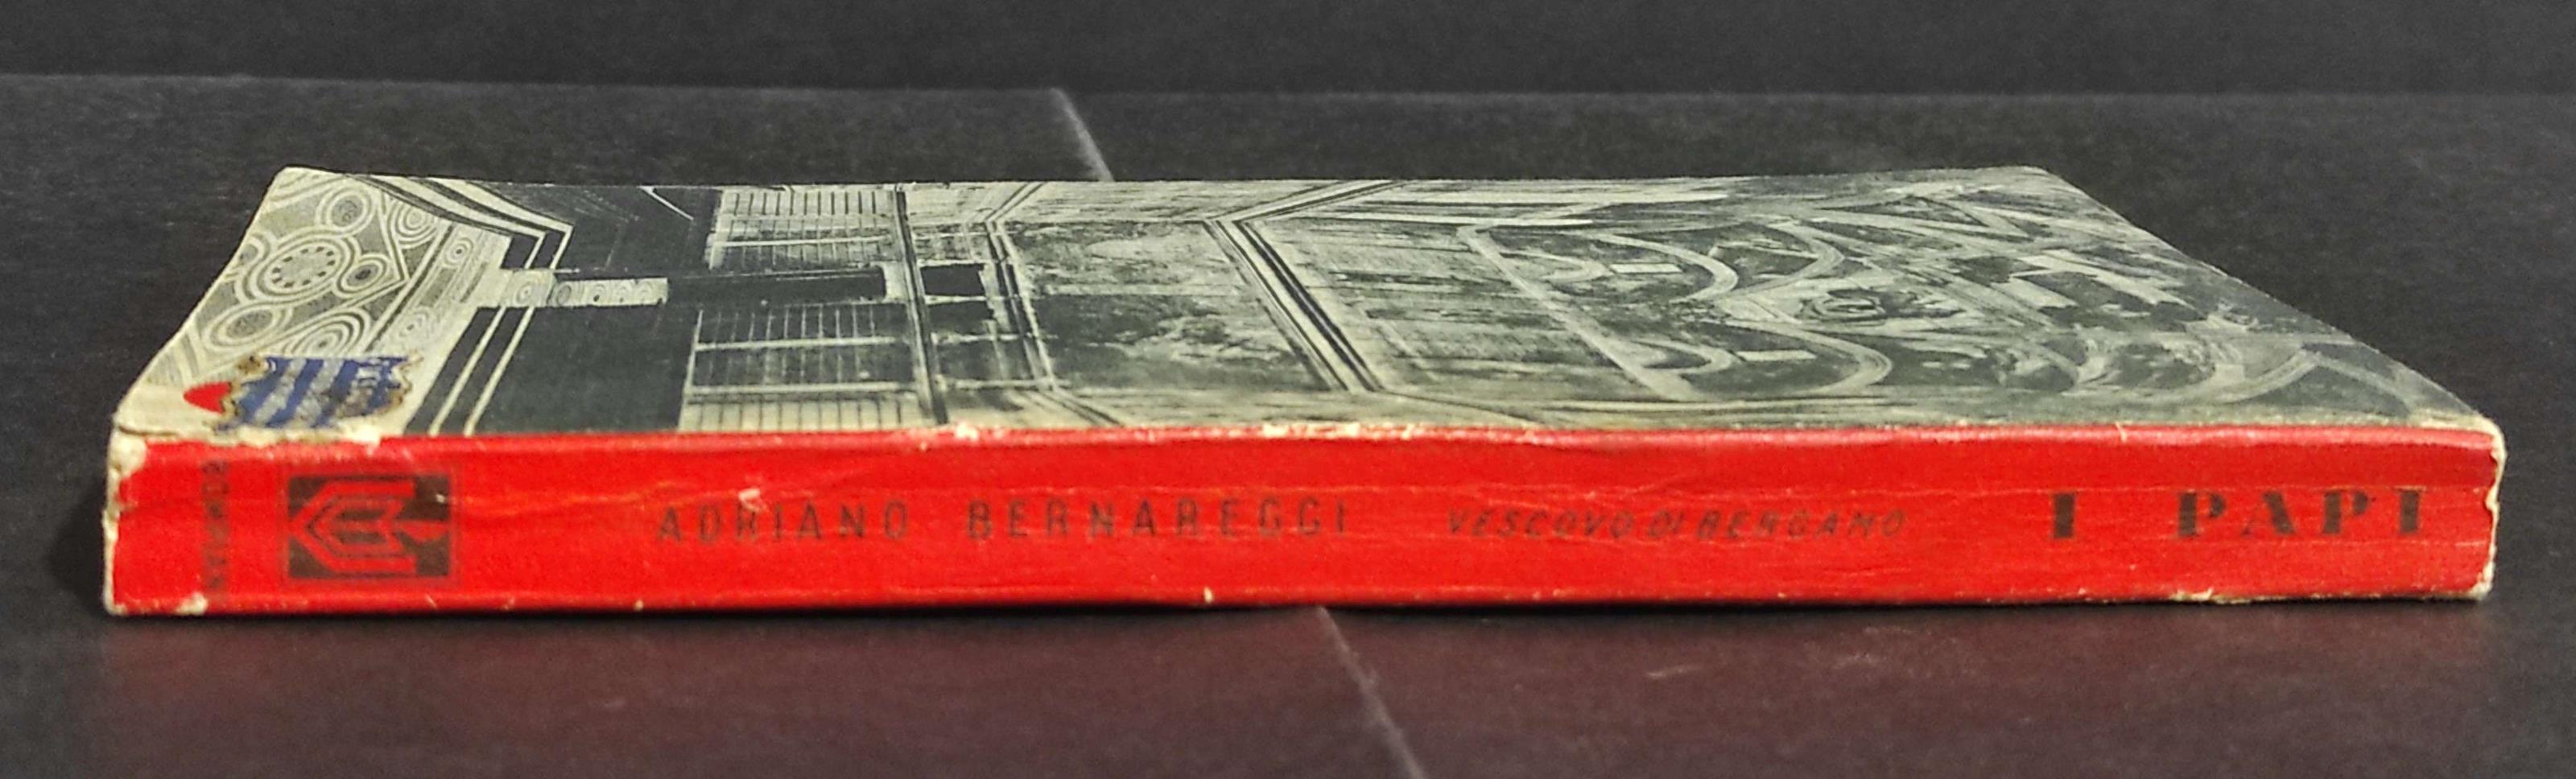 ADRIANO BERNAREGGI VESCOVO DI BERGAMO I PAPI